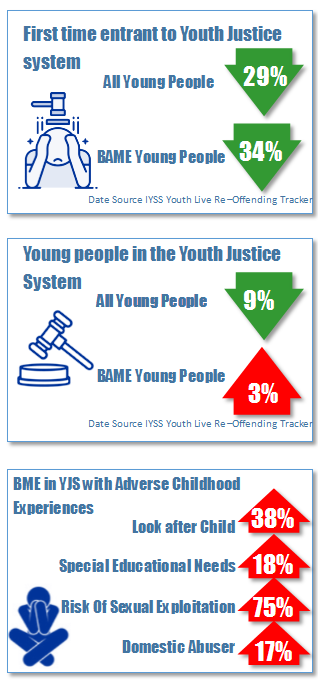 First time entrant to Youth Justice
system
All Young People 29%
BAME Young People 34%
Date Source IYSS Youth Live Re–Offending Tracker
Young people in the Youth Justice
System
All Young People 9%
BAME Young People 3%
Date Source IYSS Youth Live Re–Offending Tracker
BME in YJS with Adverse Childhood
Experiences
Look after Child 38%
Special Educational Needs 18%
Risk Of Sexual Exploitation 75%
Domestic Abuser 17%